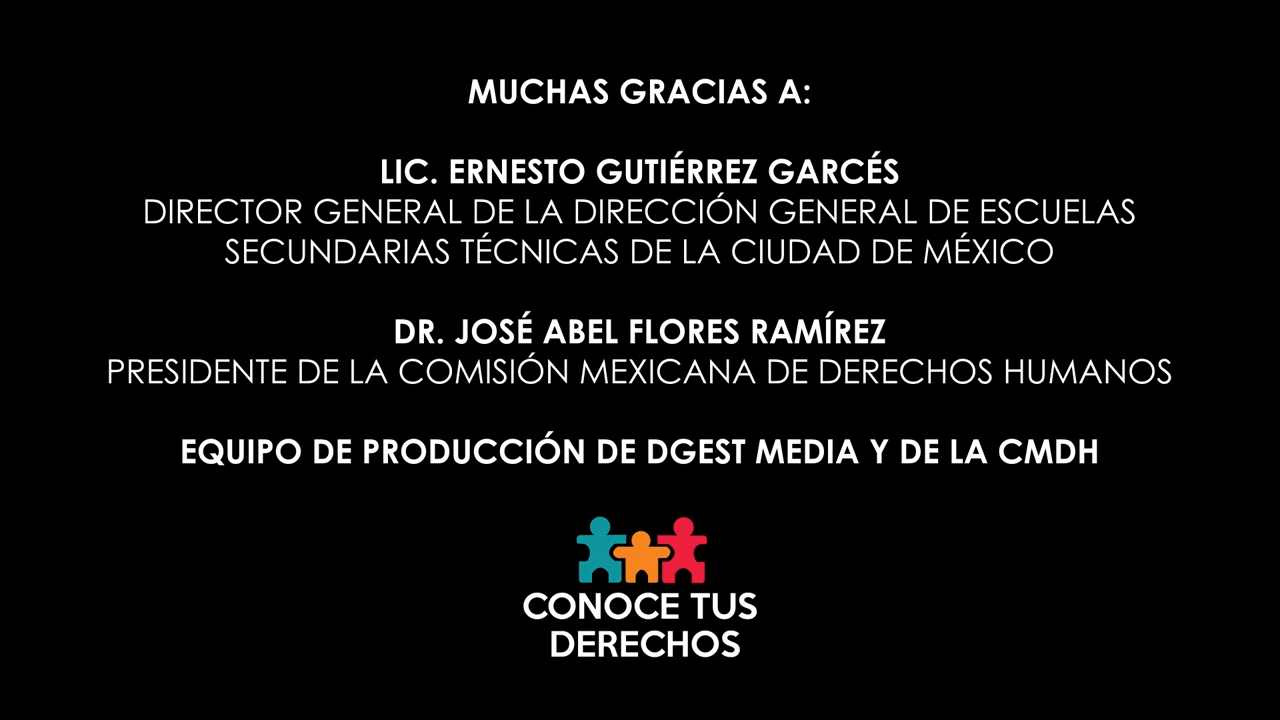 MUCHAS GRACIAS A:
LIC. ERNESTO GUTIÉRREZ GARCÉS
DIRECTOR GENERAL DE LA DIRECCIÓN GENERAL DE ESCUELAS
SECUNDARIAS TÉCNICAS DE LA CIUDAD DE MÉXICO
DR. JOSÉ ABEL FLORES RAMÍREZ
PRESIDENTE DE LA COMISIÓN MEXICANA DE DERECHOS HUMANOS
EQUIPO DE PRODUCCIÓN DE DGEST MEDIA Y DE LA CMDH
CONOCE TUS
DERECHOS